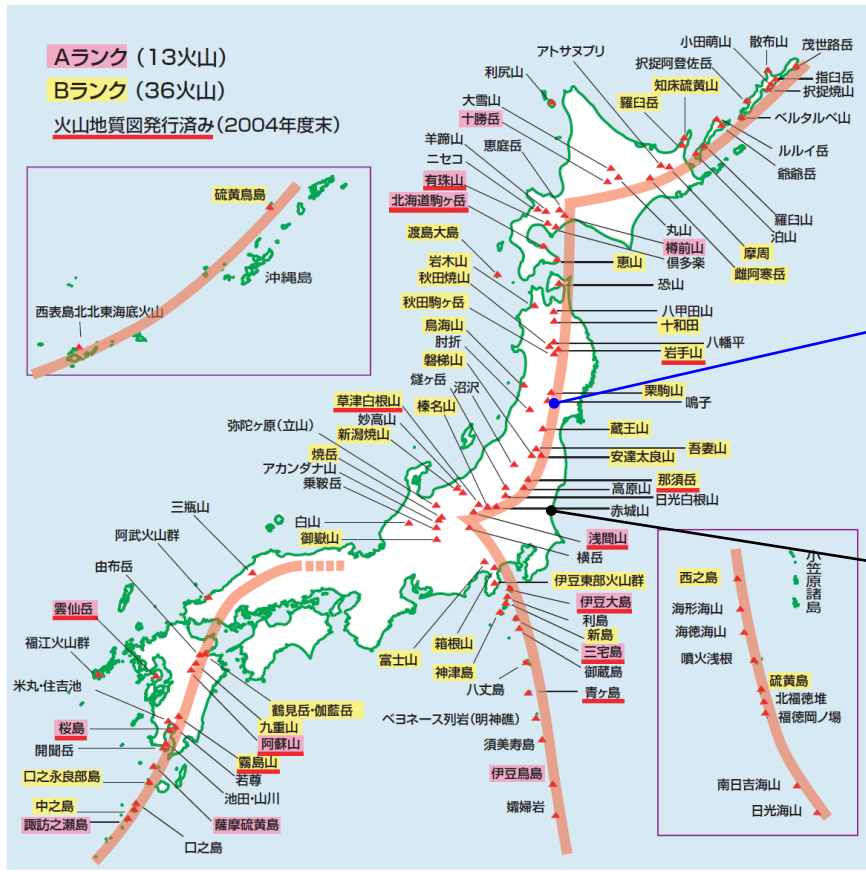 Aランク (13火山)
Bランク (36火山)
火山地質図発行済み(2004年度末)
硫黄鳥島
沖縄島
西表島北北東海底火山
アトサヌプリ
小田萌山
散布山
茂世路岳
択捉阿登佐岳
指臼岳
択捉焼山
利尻山
知床硫黄山
羅臼岳
大雪山
十勝岳
ベルタルベ山
ルルイ岳
爺爺岳
羊蹄山
恵庭岳
ニセコ
有珠山
北海道駒ヶ岳
羅臼山
泊山
丸山
摩周
樽前山
倶多楽
雌阿寒岳
渡島大島
恵山
岩木山
恐山
秋田焼山
秋田駒ヶ岳
八甲田山
十和田
鳥海山
八幡平
肘折
岩手山
磐梯山
燧ヶ岳
沼沢
栗駒山
鳴子
草津白根山
榛名山
妙高山
新潟焼山
蔵王山
弥陀ヶ原(立山)
吾妻山
安達太良山
焼岳
アカンダナ山
乗鞍岳
那須岳
高原山
日光白根山
赤城山
三瓶山
白山
御嶽山
浅間山
横岳
阿武火山群
由布岳
伊豆東部火山群
伊豆大島
利島
新島
三宅島
御蔵島
雲仙岳
福江火山群
米丸・住吉池
箱根山
富士山
神津島
八丈島
青ヶ島
鶴見岳・伽藍岳
九重山
阿蘇山
霧島山
若尊
池田・山川
桜島
開聞岳
口之永良部島
中之島
諏訪之瀬島
薩摩硫黄島
口之島
ベヨネース列岩(明神礁)
須美寿島
伊豆鳥島
孀婦岩
小笠原諸島
西之島
海形海山
海徳海山
噴火浅根
硫黄島
北福徳堆
福徳岡ノ場
南日吉海山
日光海山